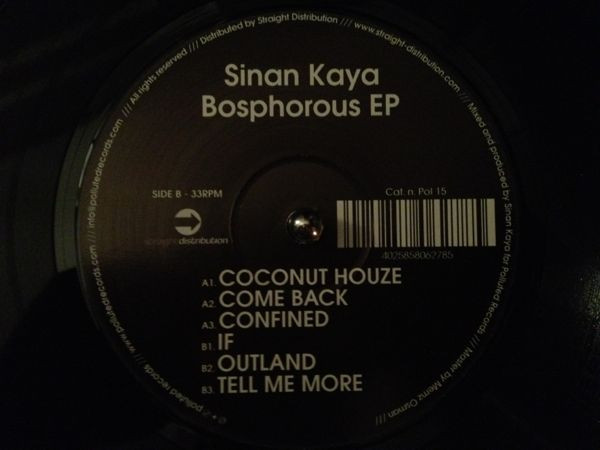 Sinan Kaya
Bosphorous EP
SIDE B - 33RPM
Cat. n. Pol 15
straight distribution
4025858062785
A1. COCONUT HOUZE
A2. COME BACK
A3. CONFINED
B1. IF
B2. OUTLAND
B3. TELL ME MORE
polluted records /// www.pollutedrecords.com /// info@pollutedrecords.com /// All rights reserved /// Distributed by Straight Distribution /// www.straight-distribution.com /// Mixed and produced by Sinan Kaya for Polluted Records /// Master by Memz Osman